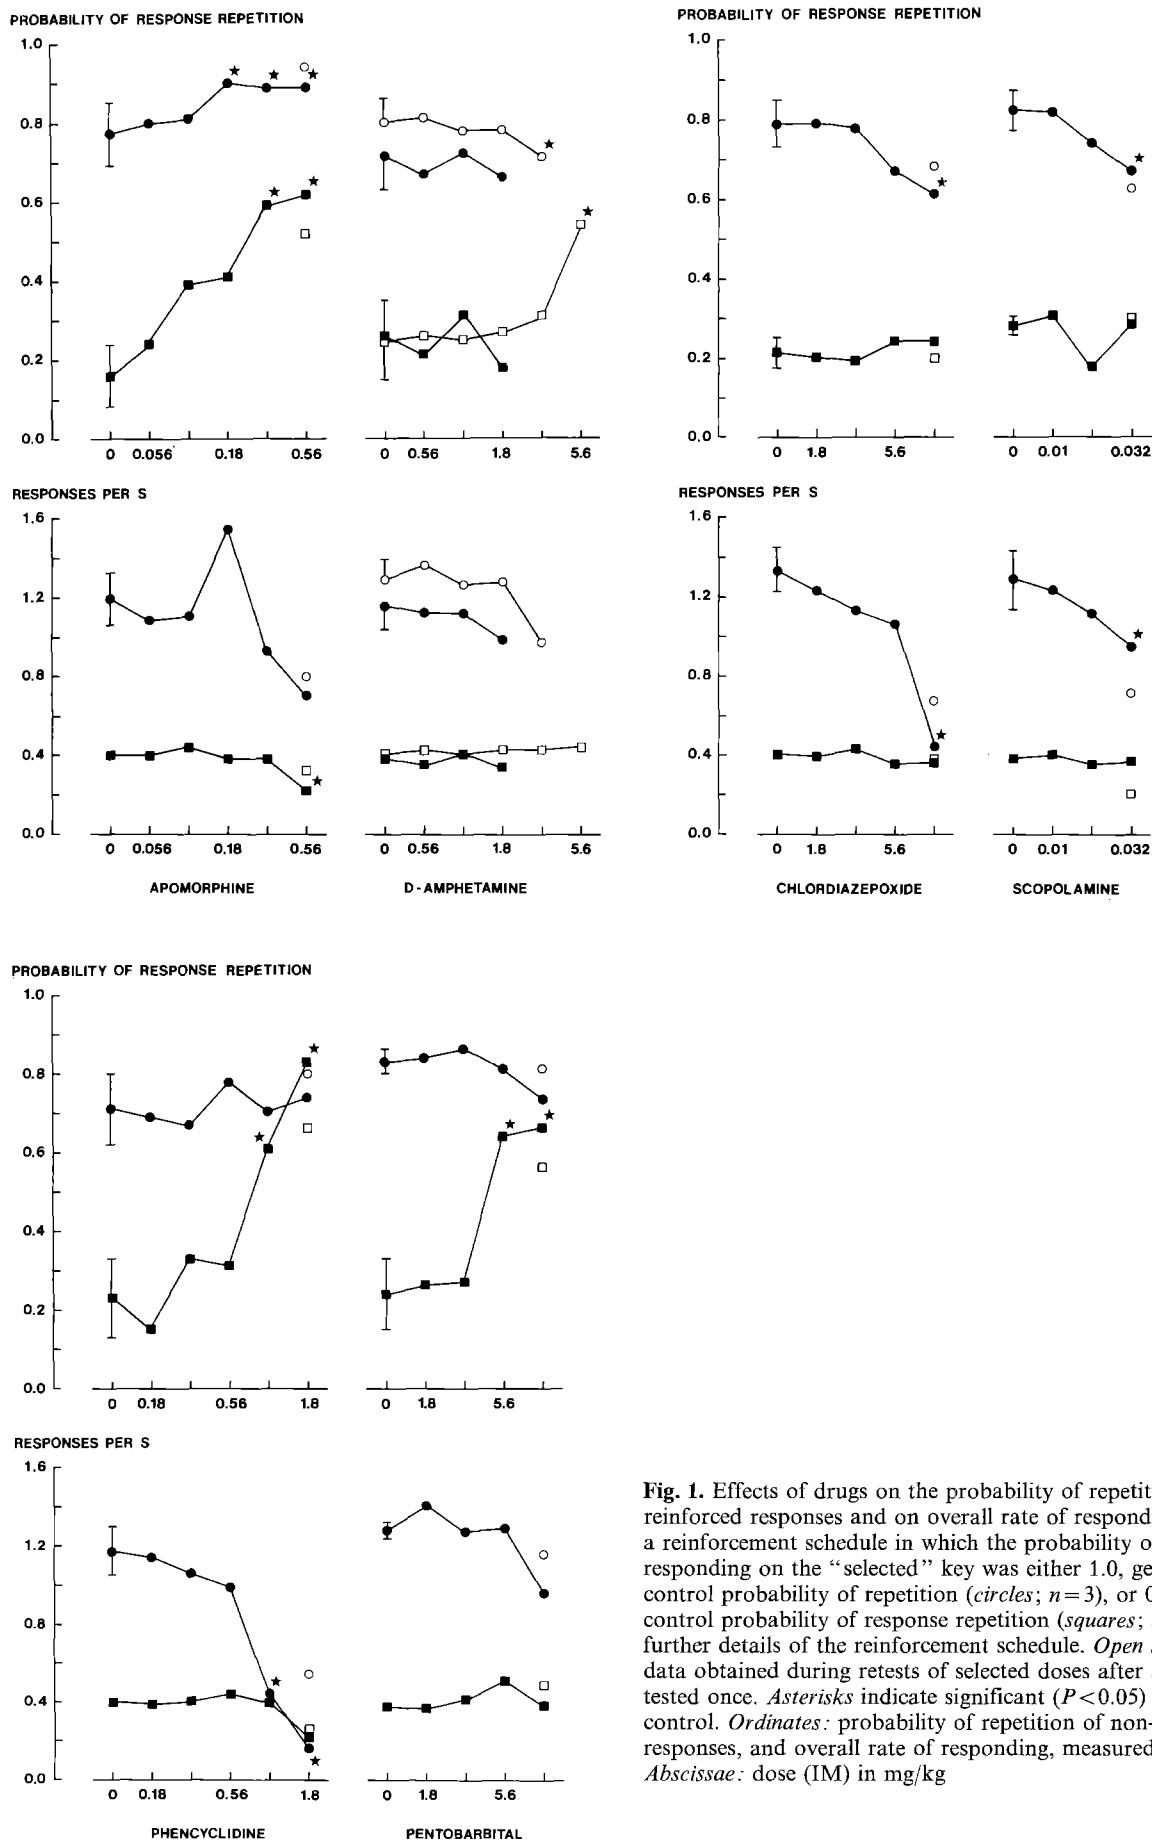 PROBABILITY OF RESPONSE REPETITION
1.0
0.8
0.6
0.4
0.2
0.0
0 0.056 0.18 0.56
0 0.56 1.8 5.6
RESPONSES PER S
1.6
1.2
0.8
0.4
0.0
0 0.056 0.18 0.56
0 0.56 1.8 5.6
APOMORPHINE
D-AMPHETAMINE
PROBABILITY OF RESPONSE REPETITION
1.0
0.8
0.6
0.4
0.2
0.0
0 1.8 5.6
0 0.01 0.032
RESPONSES PER S
1.6
1.2
0.8
0.4
0.0
0 1.8 5.6
0 0.01 0.032
CHLORDIAZEPOXIDE
SCOPOLAMINE
PROBABILITY OF RESPONSE REPETITION
1.0
0.8
0.6
0.4
0.2
0.0
0 0.18 0.56 1.8
0 1.8 5.6
RESPONSES PER S
1.6
1.2
0.8
0.4
0.0
0 0.18 0.56 1.8
0 1.8 5.6
PHENCYCLIDINE
PENTOBARBITAL
Fig. 1. Effects of drugs on the probability of
reinforced responses and on overall rate of
a reinforcement schedule in which the probability
responding on the "selected" key was either 1.0,
control probability of repetition (circles; n=3), or
control probability of response repetition (squares;
further details of the reinforcement schedule. Open
data obtained during retests of selected doses after
tested once. Asterisks indicate significant (P<0.05)
control. Ordinates: probability of repetition of non-
responses, and overall rate of responding, measured
Abscissae: dose (IM) in mg/kg